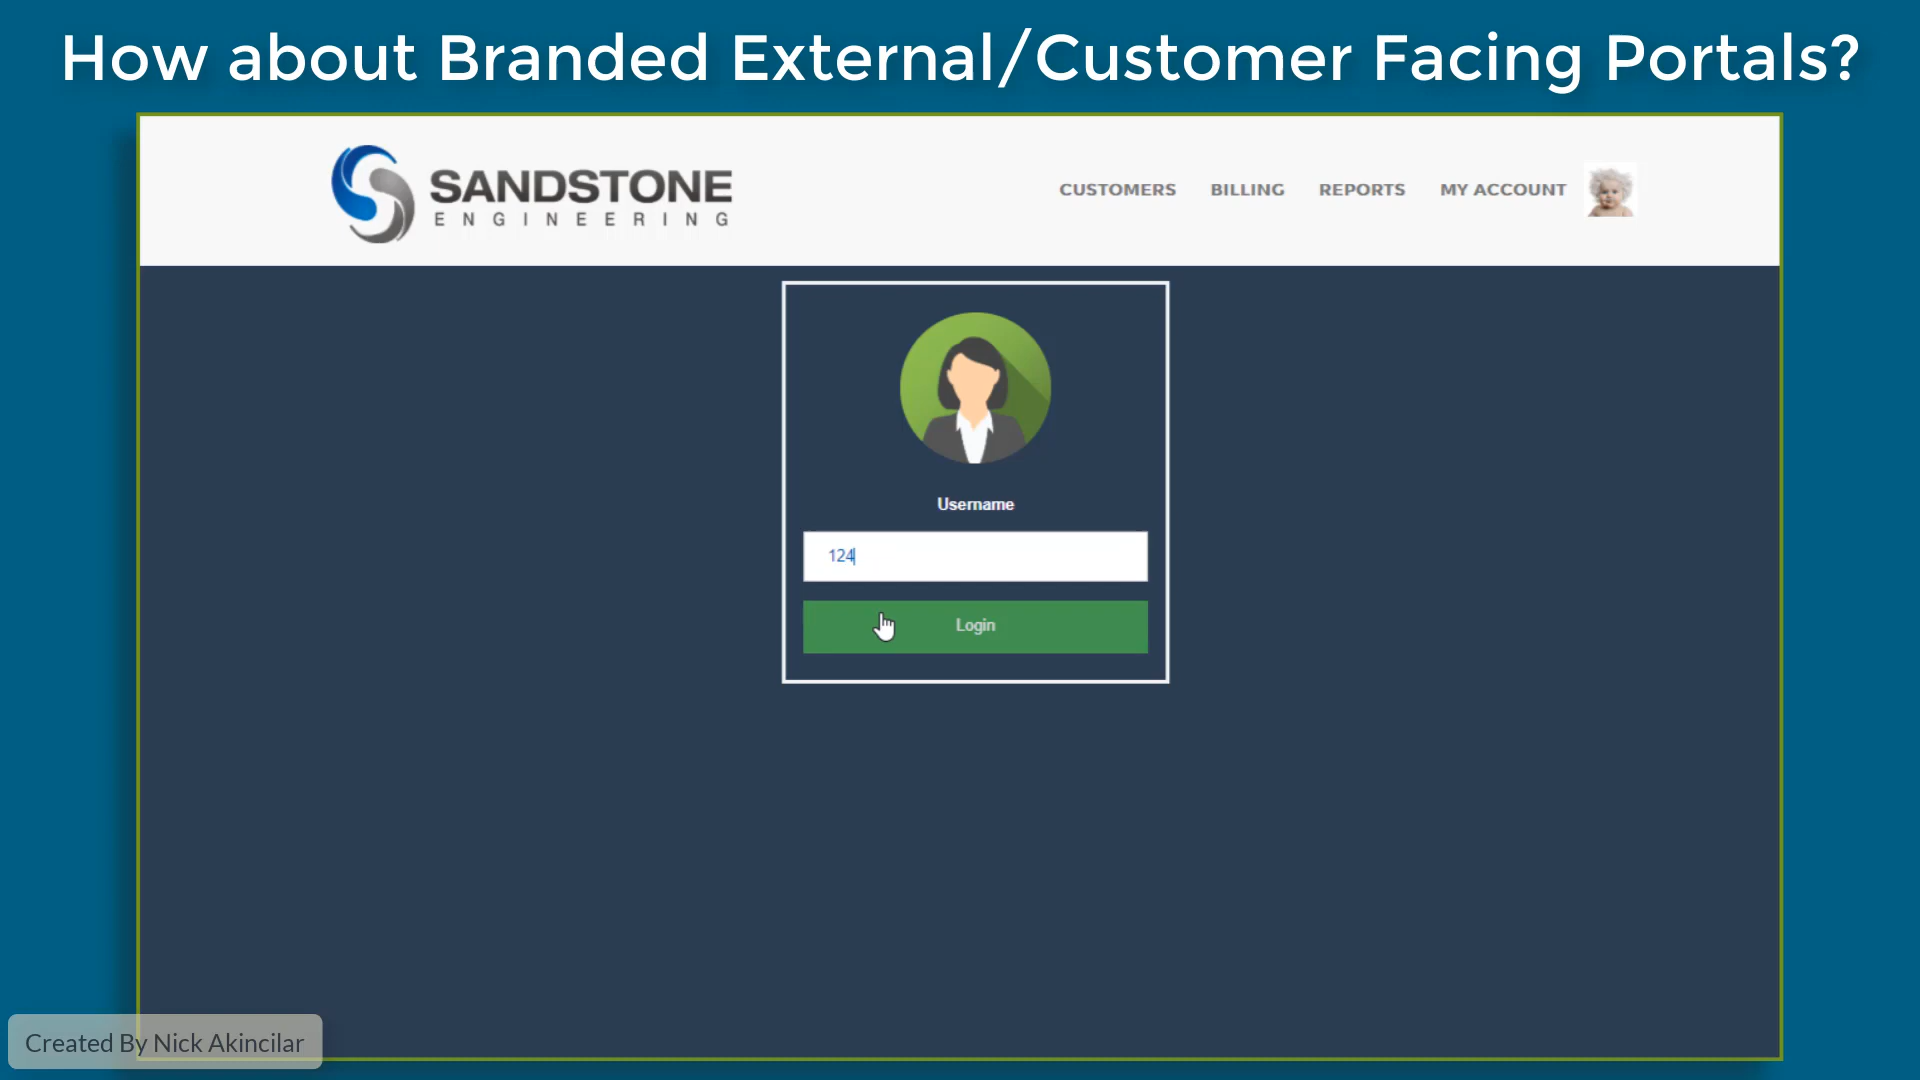 How about Branded External/Customer Facing Portals?
SANDSTONE
ENGINEERING
CUSTOMERS BILLING REPORTS MY ACCOUNT
Username
124
Login
Created By Nick Akincilar